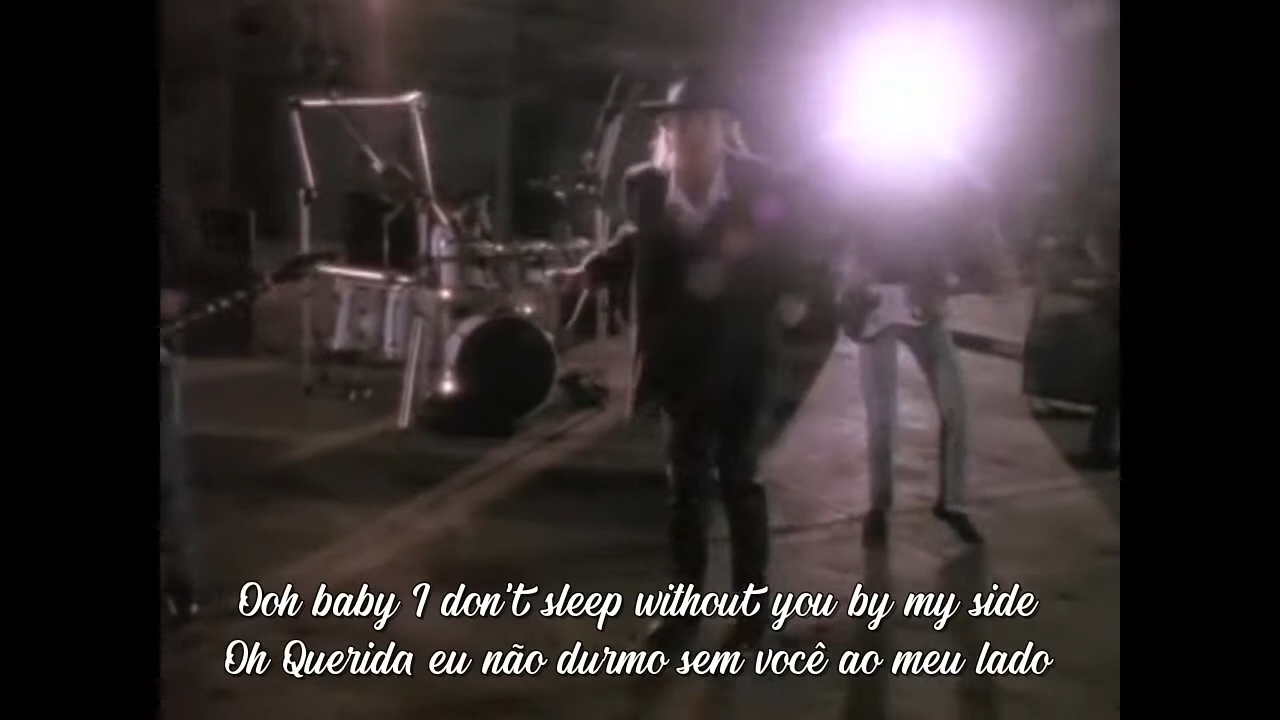 Ooh baby I don't sleep without you by my side
Oh Querida eu não durmo sem você ao meu lado